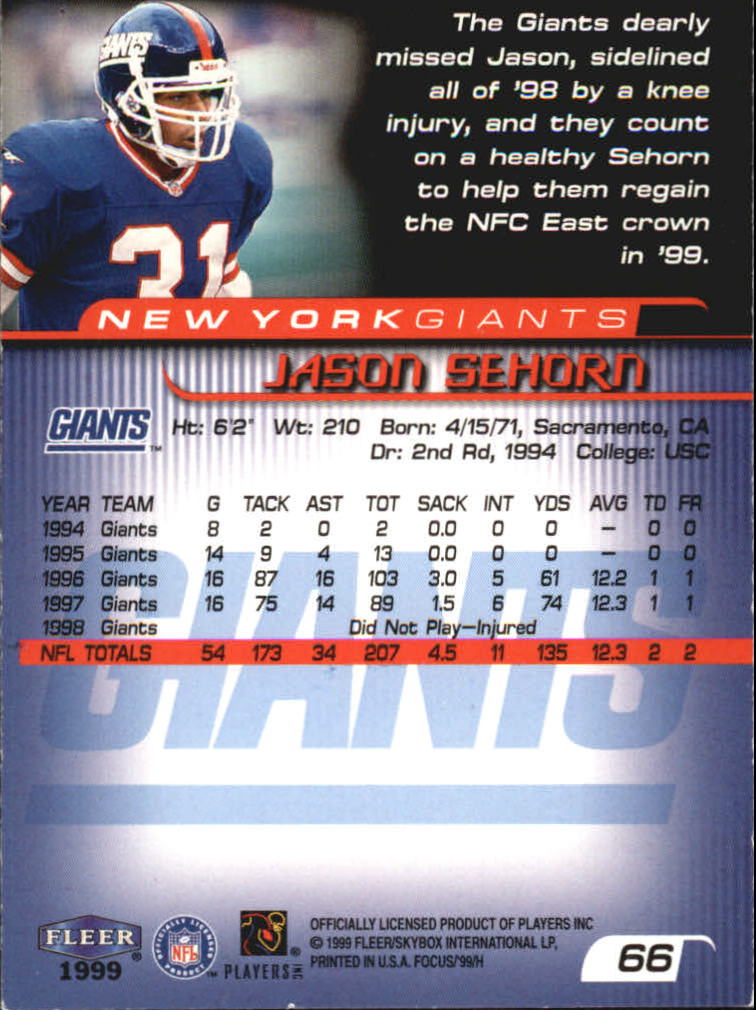 The Giants dearly
missed Jason, sidelined
all of '98 by a knee
injury, and they count
on a healthy Sehorn
to help them regain
the NFC East crown
in '99.
GIANTS
31
NEW YORK GIANTS
JASON SEHORN
GIANTS™ Ht: 6'2" Wt: 210 Born: 4/15/71, Sacramento, CA
Dr: 2nd Rd, 1994 College: USC
YEAR TEAM G TACK AST TOT SACK INT YDS AVG TD FR
1994 Giants 8 2 0 2 0.0 0 0 – 0 0
1995 Giants 14 9 4 13 0.0 0 0 – 0 0
1996 Giants 16 87 16 103 3.0 5 61 12.2 1 1
1997 Giants 16 75 14 89 1.5 6 74 12.3 1 1
1998 Giants Did Not Play–Injured
NFL TOTALS 54 173 34 207 4.5 11 135 12.3 2 2
GIANTS
FLEER®
1999
OFFICIALLY LICENSED
NFL
PRODUCT
™
PLAYERS INC
®
OFFICIALLY LICENSED PRODUCT OF PLAYERS INC
© 1999 FLEER/SKYBOX INTERNATIONAL LP,
PRINTED IN U.S.A. FOCUS/'99/H
66